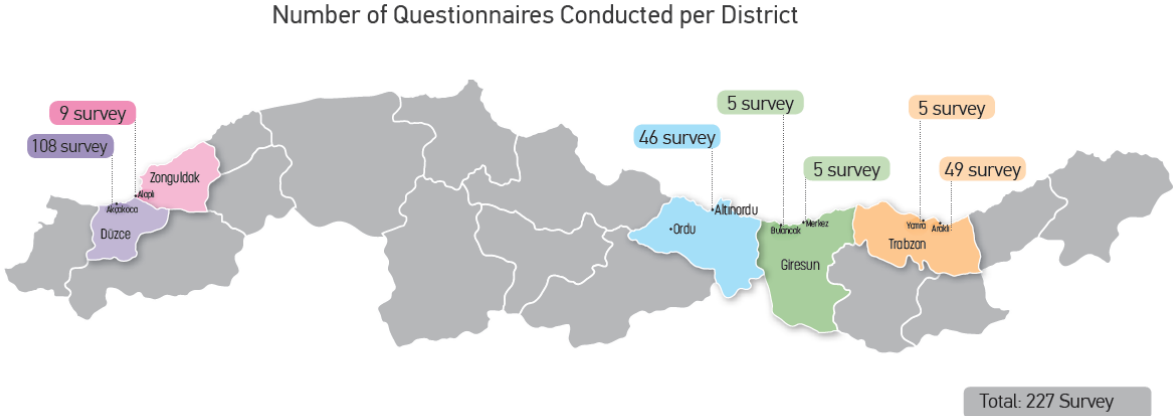 Number of Questionnaires Conducted per District
9 survey
108 survey
5 survey
5 survey
46 survey
5 survey
49 survey
Zonguldak
Alaplı
Akçakoca
Düzce
Altınordu
Ordu
Bulancak
Merkez
Giresun
Yomra
Araklı
Trabzon
Total: 227 Survey